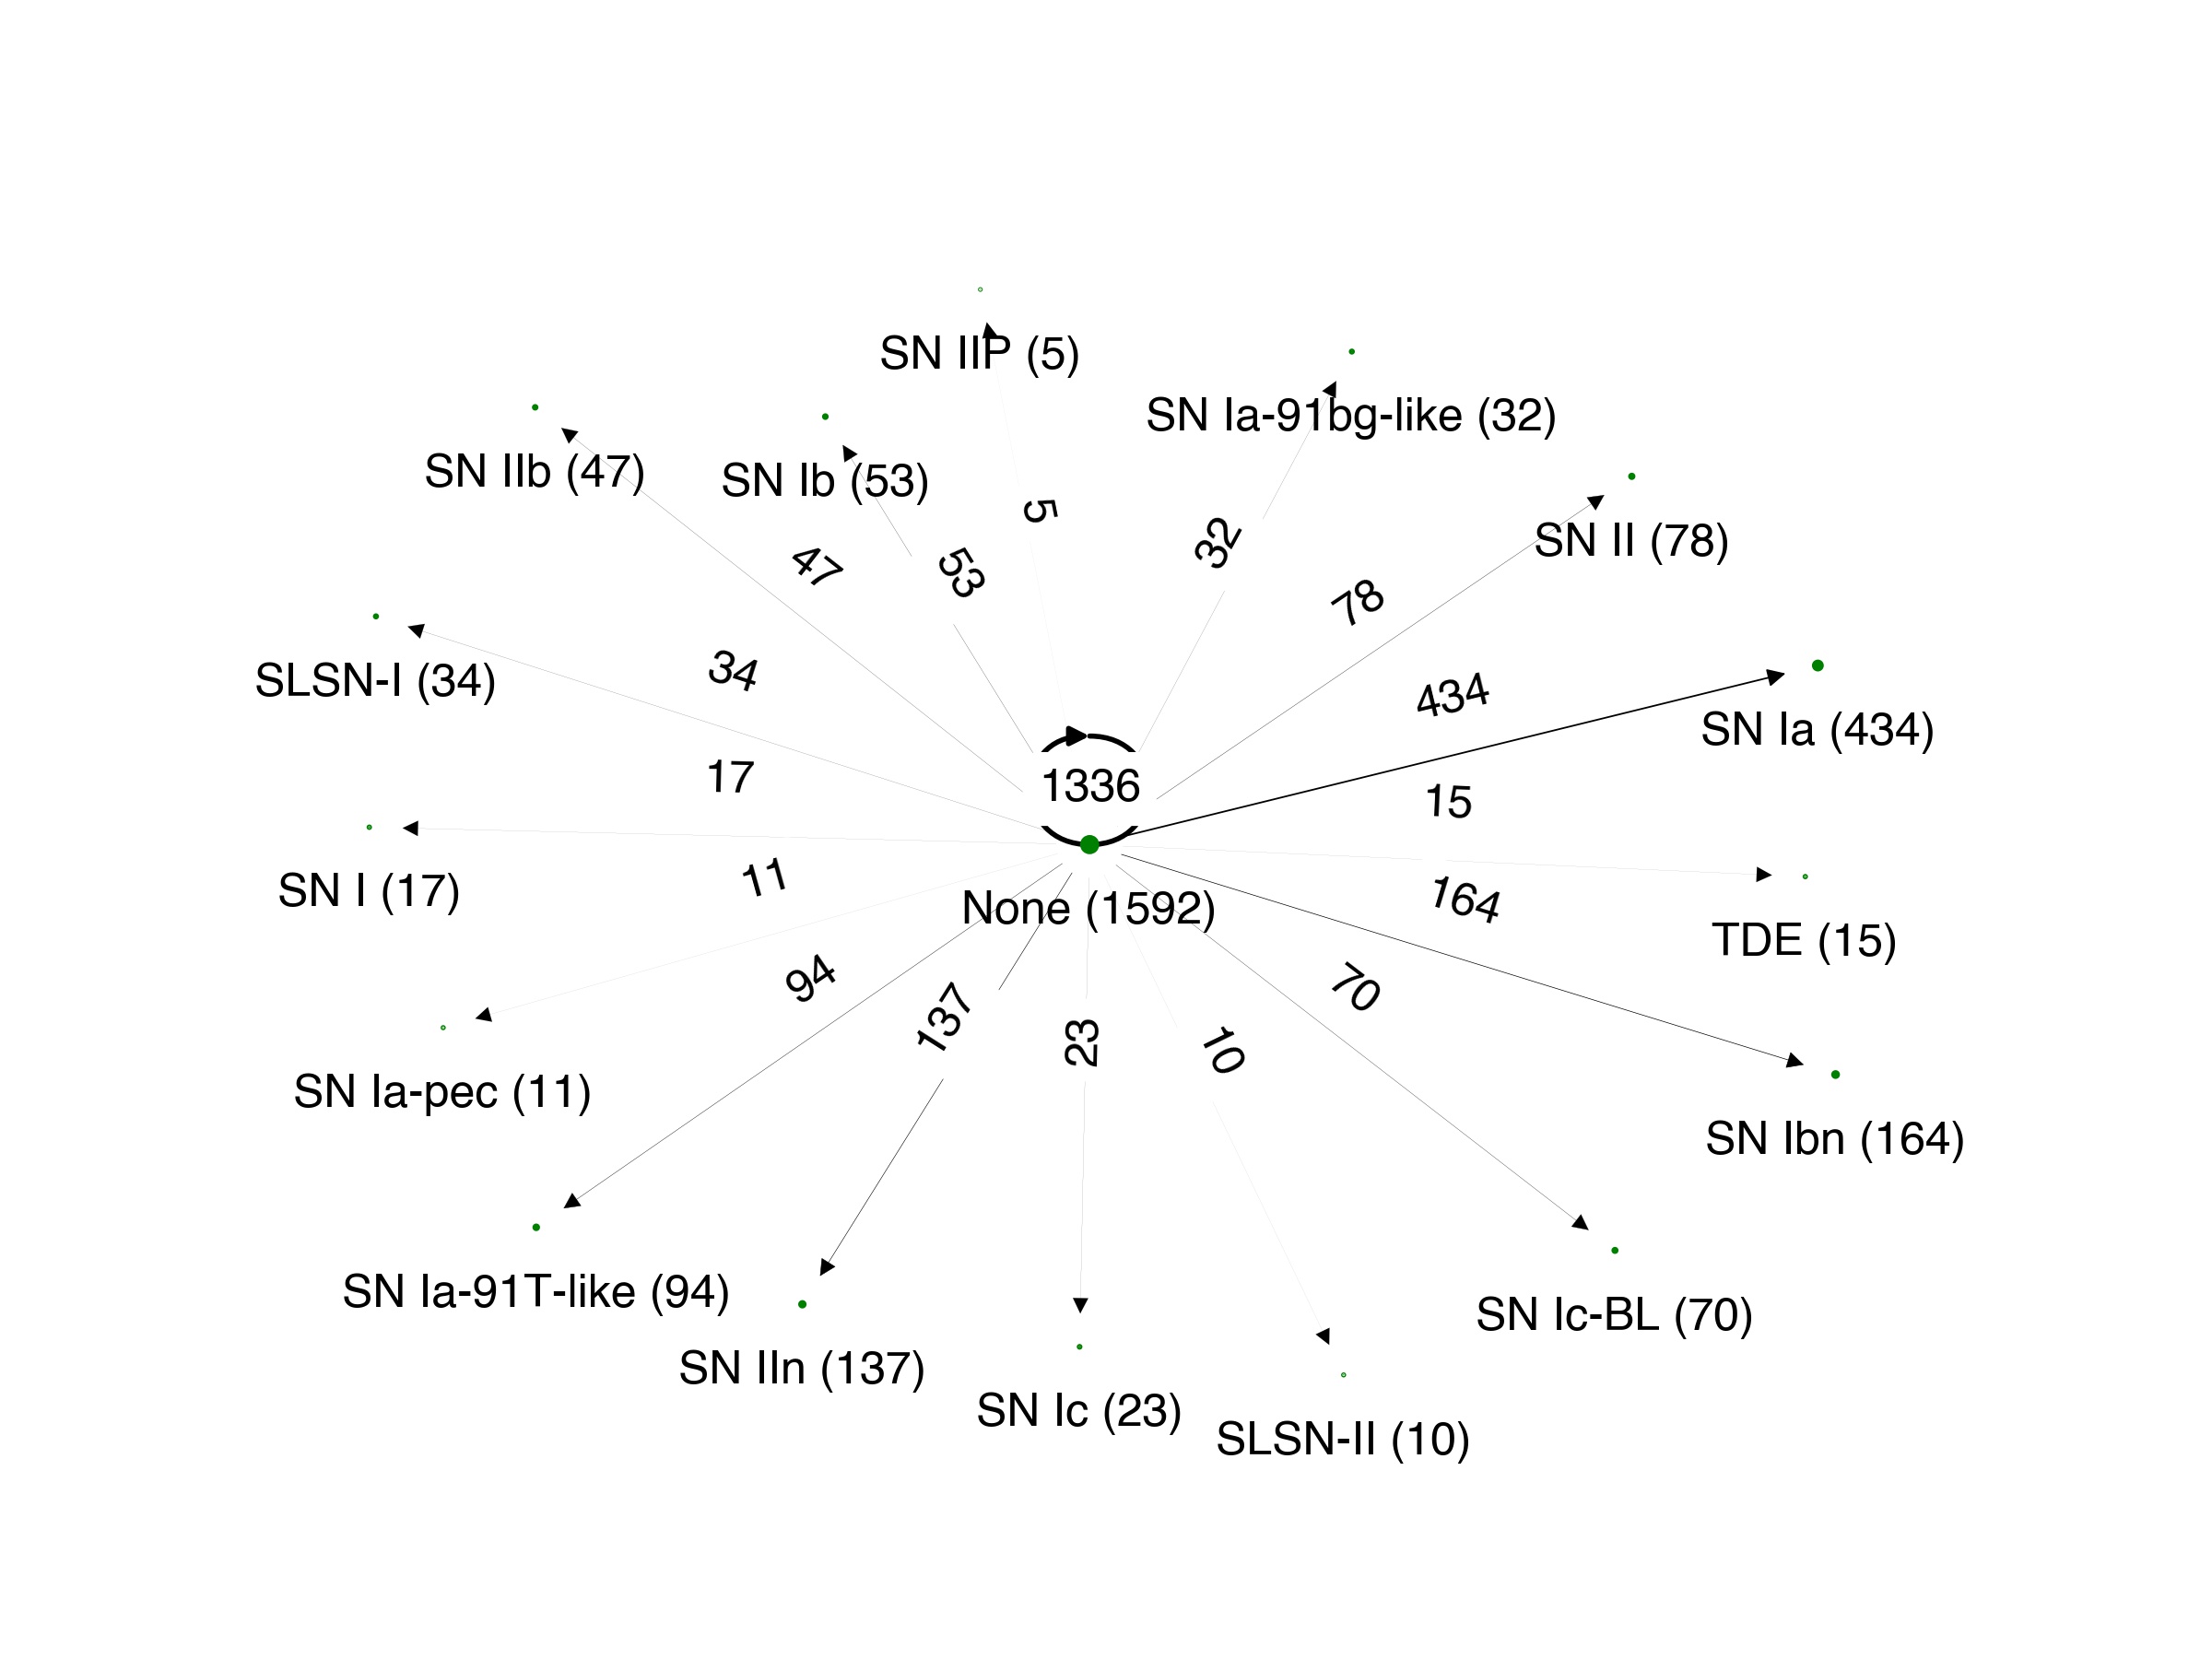 SN IIP (5)
SN Ia-91bg-like (32)
SN IIb (47)
SN Ib (53)
5
32
SN II (78)
47
53
78
SLSN-I (34)
34
434
SN Ia (434)
17
1336
15
SN I (17)
11
None (1592)
164
TDE (15)
94
137
23
10
70
SN Ia-pec (11)
SN Ibn (164)
SN Ia-91T-like (94)
SN Ic-BL (70)
SN IIn (137)
SN Ic (23)
SLSN-II (10)